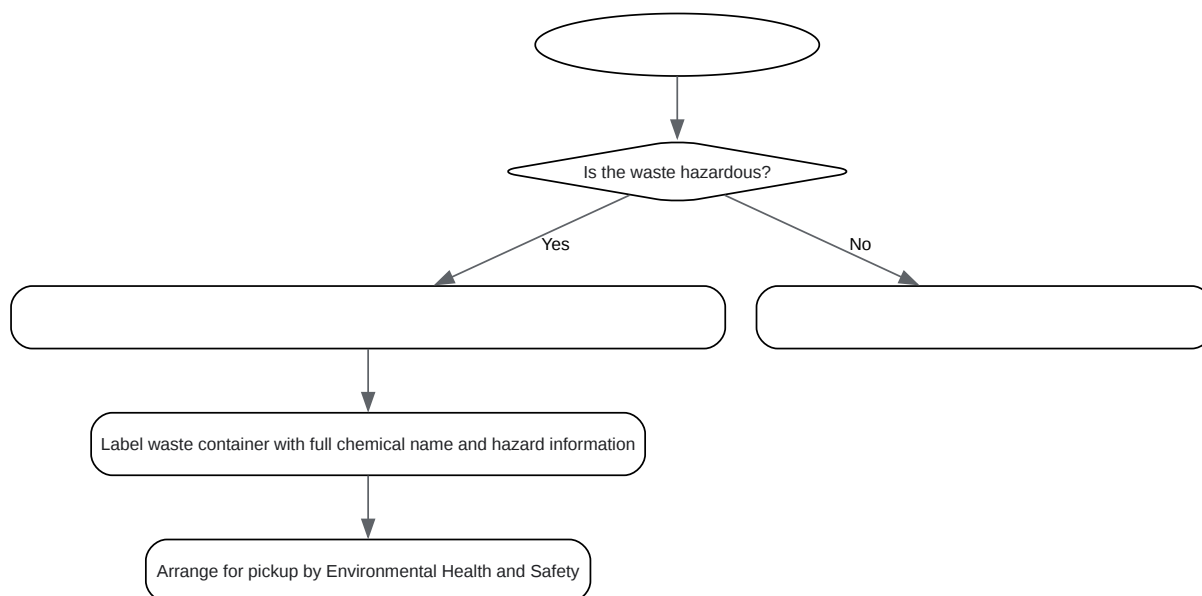 Is the waste hazardous?
Yes
No
Label waste container with full chemical name and hazard information
Arrange for pickup by Environmental Health and Safety